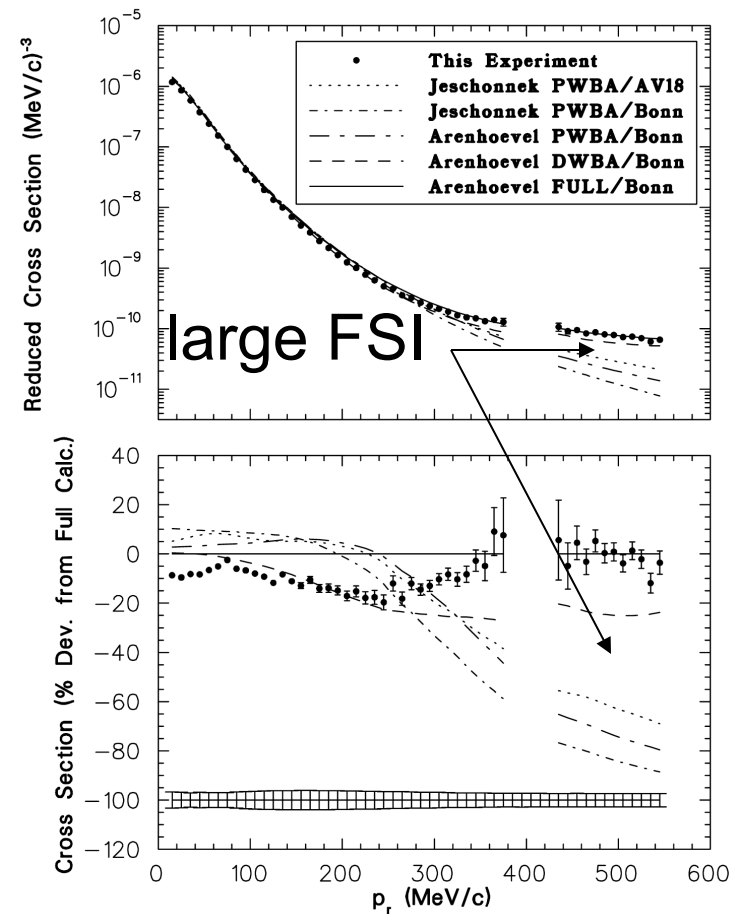 10⁻⁵
10⁻⁶
10⁻⁷
10⁻⁸
10⁻⁹
10⁻¹⁰
10⁻¹¹
Reduced Cross Section (MeV/c)⁻³
This Experiment
Jeschonnek PWBA/AV18
Jeschonnek PWBA/Bonn
Arenhoevel PWBA/Bonn
Arenhoevel DWBA/Bonn
Arenhoevel FULL/Bonn
large FSI
40
20
0
−20
−40
−60
−80
−100
−120
Cross Section (% Dev. from Full Calc.)
0 100 200 300 400 500 600
pᵣ (MeV/c)